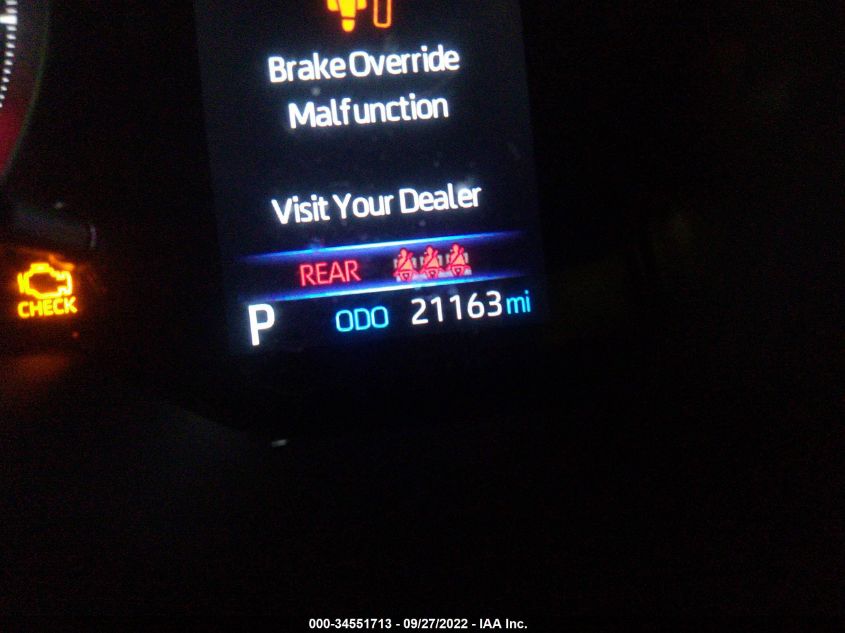 Brake Override
Malfunction
Visit Your Dealer
REAR
CHECK
P ODO 21163 mi
000-34551713 - 09/27/2022 - IAA Inc.